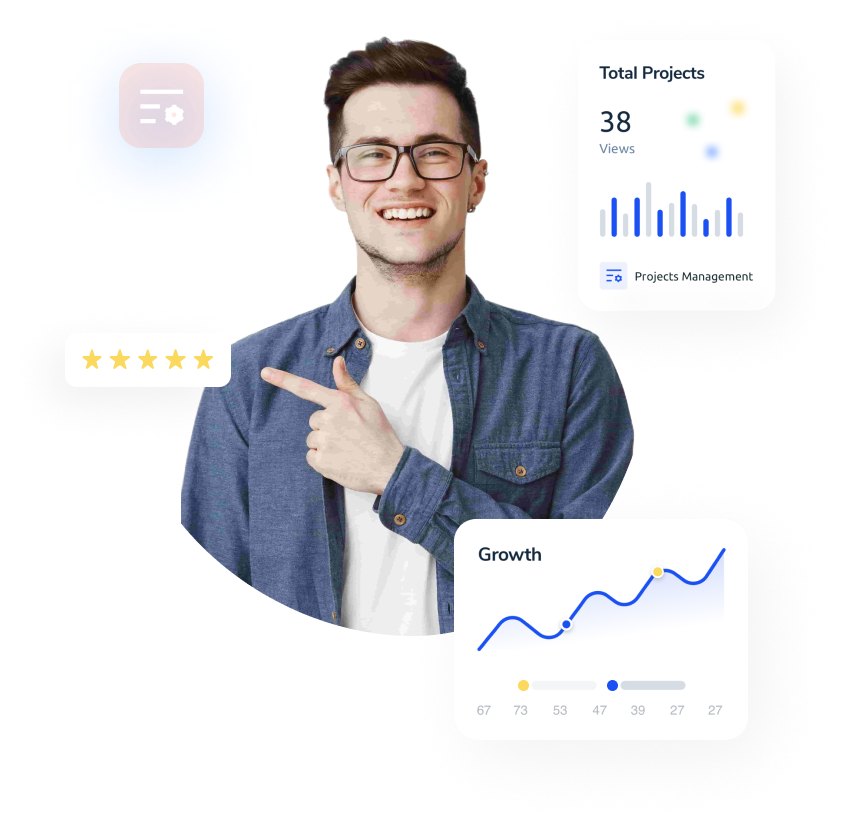 Total Projects
38
Views
Projects Management
Growth
67 73 53 47 39 27 27